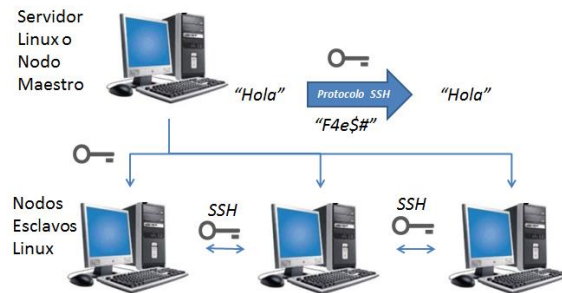 Servidor
Linux o
Nodo
Maestro
“Hola”
Protocolo SSH
“Hola”
“F4e$#”
Nodos
Esclavos
Linux
SSH
SSH